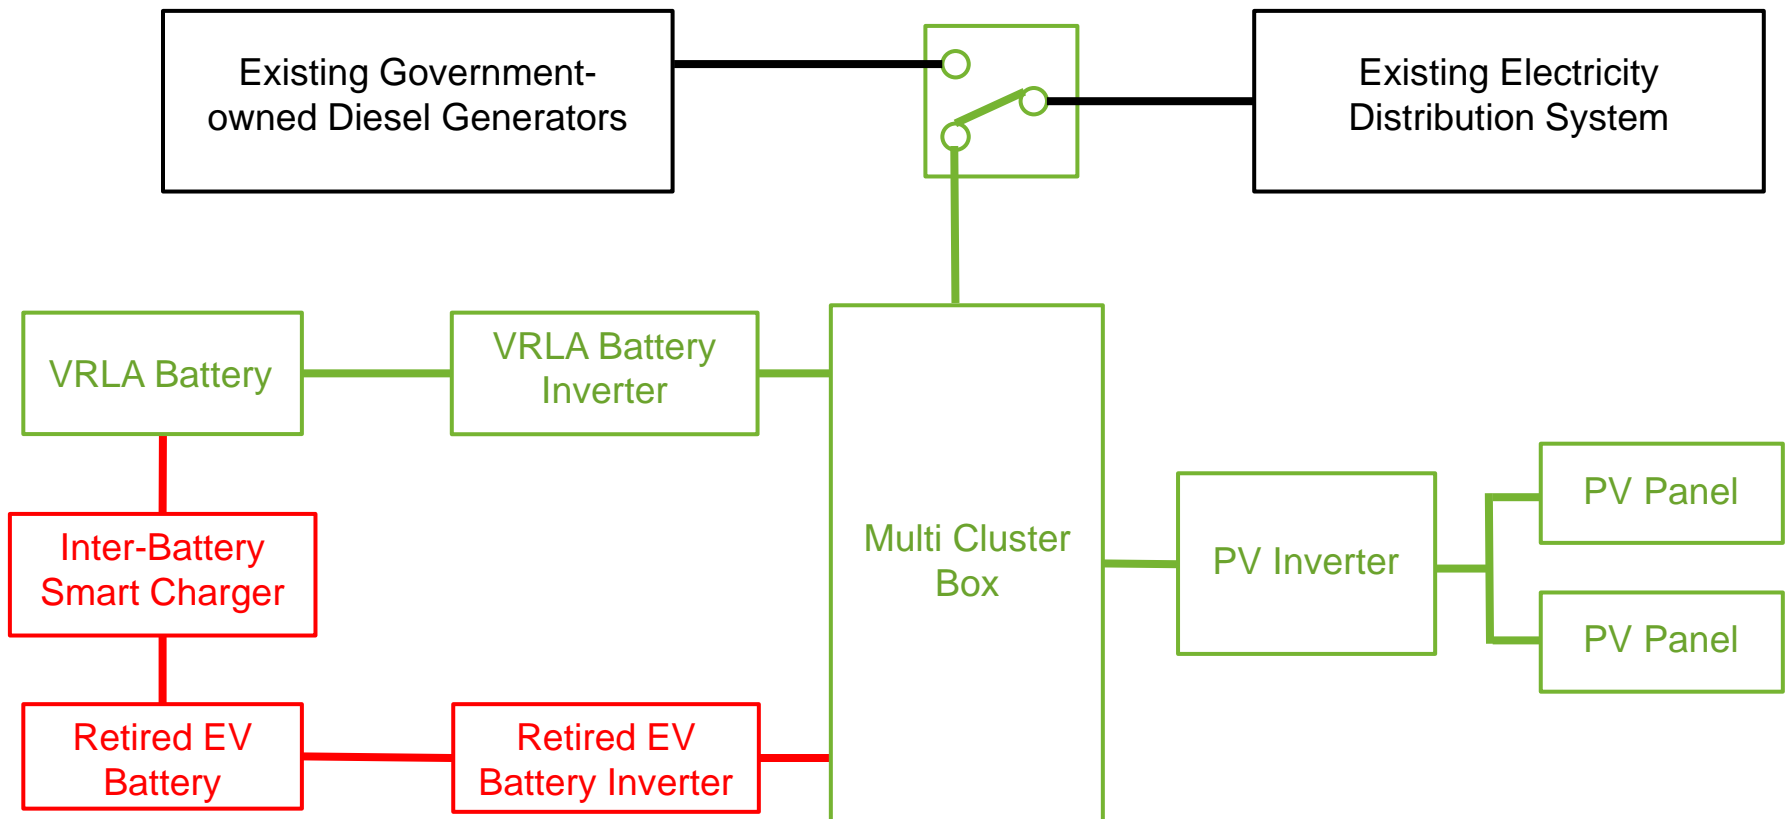 Existing Government-
owned Diesel Generators
Existing Electricity
Distribution System
VRLA Battery
VRLA Battery
Inverter
Inter-Battery
Smart Charger
Retired EV
Battery
Retired EV
Battery Inverter
Multi Cluster
Box
PV Inverter
PV Panel
PV Panel